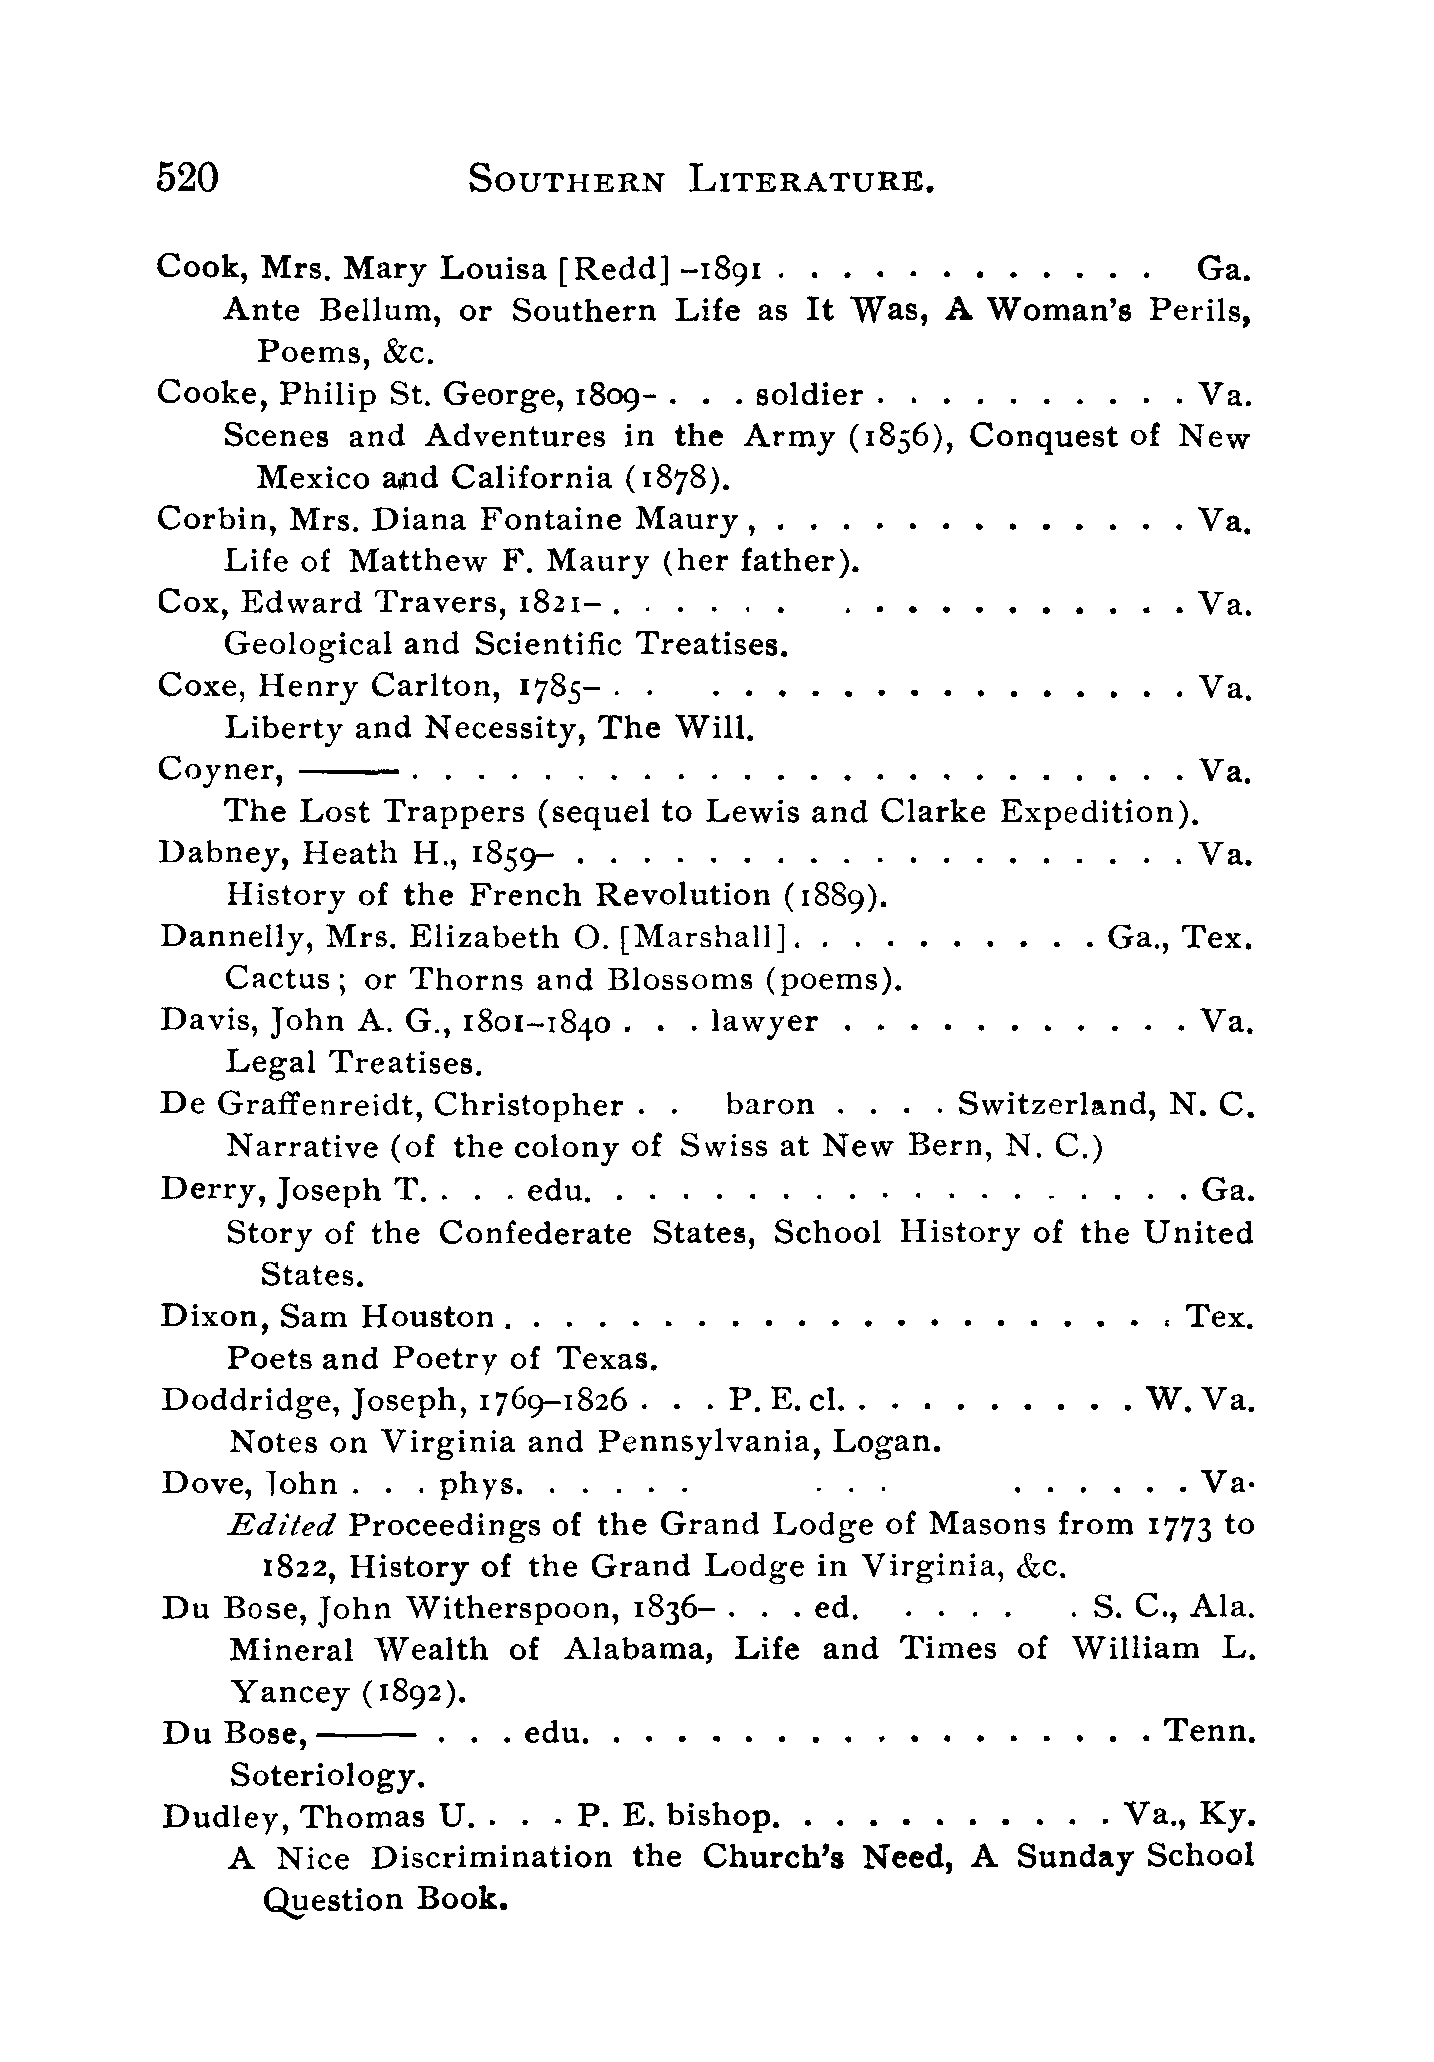 520 SOUTHERN LITERATURE.
Cook, Mrs. Mary Louisa [Redd] –1891 . . . . . . . . . . . . Ga.
Ante Bellum, or Southern Life as It Was, A Woman's Perils,
Poems, &c.
Cooke, Philip St. George, 1809– . . . soldier . . . . . . . . . . Va.
Scenes and Adventures in the Army (1856), Conquest of New
Mexico and California (1878).
Corbin, Mrs. Diana Fontaine Maury, . . . . . . . . . . . . . Va.
Life of Matthew F. Maury (her father).
Cox, Edward Travers, 1821– . . . . . . . . . . . . . . . . . Va.
Geological and Scientific Treatises.
Coxe, Henry Carlton, 1785– . . . . . . . . . . . . . . . . . Va.
Liberty and Necessity, The Will.
Coyner, —— . . . . . . . . . . . . . . . . . . . . . . . . Va.
The Lost Trappers (sequel to Lewis and Clarke Expedition).
Dabney, Heath H., 1859– . . . . . . . . . . . . . . . . . . . Va.
History of the French Revolution (1889).
Dannelly, Mrs. Elizabeth O. [Marshall] . . . . . . . . . . Ga., Tex.
Cactus; or Thorns and Blossoms (poems).
Davis, John A. G., 1801–1840 . . . lawyer . . . . . . . . . . . Va.
Legal Treatises.
De Graffenreidt, Christopher . . baron . . . . Switzerland, N. C.
Narrative (of the colony of Swiss at New Bern, N. C.)
Derry, Joseph T. . . . edu. . . . . . . . . . . . . . . . . . . Ga.
Story of the Confederate States, School History of the United
States.
Dixon, Sam Houston . . . . . . . . . . . . . . . . . . . . . Tex.
Poets and Poetry of Texas.
Doddridge, Joseph, 1769–1826 . . . P. E. cl. . . . . . . . . . W. Va.
Notes on Virginia and Pennsylvania, Logan.
Dove, John . . . phys. . . . . . . . . . . . . . . Va.
Edited Proceedings of the Grand Lodge of Masons from 1773 to
1822, History of the Grand Lodge in Virginia, &c.
Du Bose, John Witherspoon, 1836– . . . ed. . . . . . S. C., Ala.
Mineral Wealth of Alabama, Life and Times of William L.
Yancey (1892).
Du Bose, —— . . . edu. . . . . . . . . . . . . . . . . . Tenn.
Soteriology.
Dudley, Thomas U. . . . P. E. bishop. . . . . . . . . . . Va., Ky.
A Nice Discrimination the Church's Need, A Sunday School
Question Book.